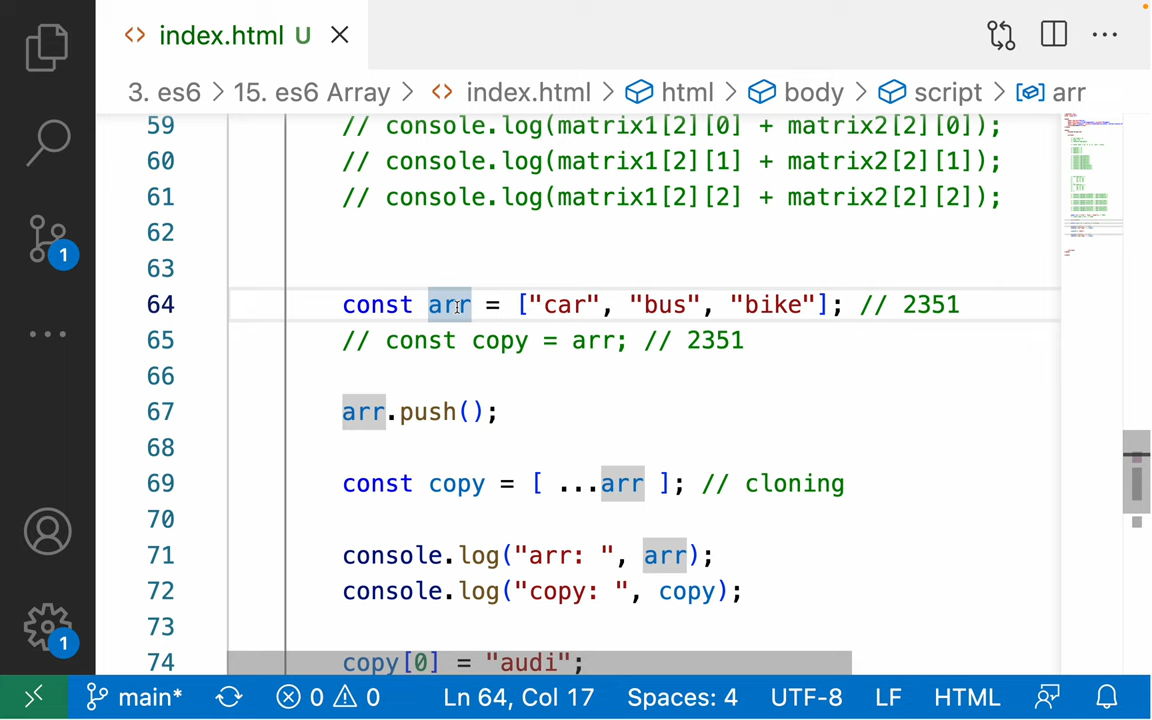 index.html U
3. es6 > 15. es6 Array > index.html > html > body > script > arr
59 // console.log(matrix1[2][0] + matrix2[2][0]);
60 // console.log(matrix1[2][1] + matrix2[2][1]);
61 // console.log(matrix1[2][2] + matrix2[2][2]);
62
63
64 const arr = ["car", "bus", "bike"]; // 2351
65 // const copy = arr; // 2351
66
67 arr.push();
68
69 const copy = [ ...arr ]; // cloning
70
71 console.log("arr: ", arr);
72 console.log("copy: ", copy);
73
74 copy[0] = "audi";
1
1
main* 0 0 Ln 64, Col 17 Spaces: 4 UTF-8 LF HTML